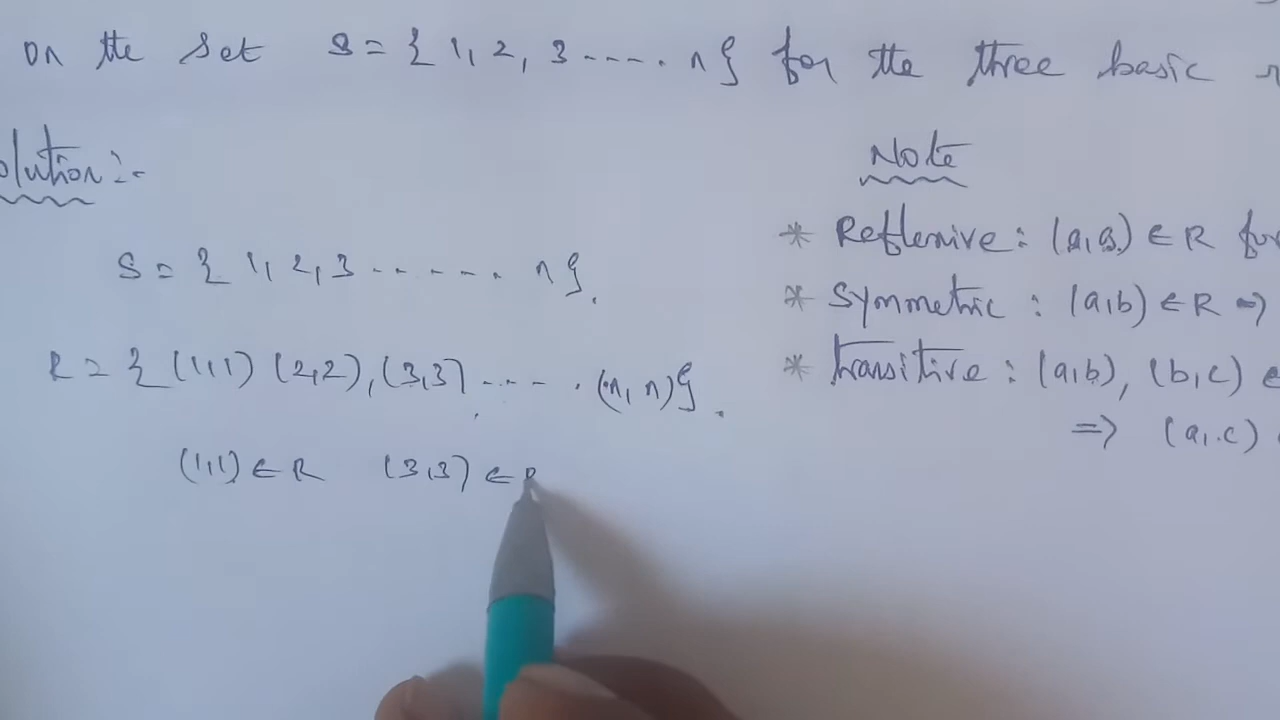 on the set S = { 1, 2, 3 ----. n } for the three basic
olution :-
S = { 1, 2, 3 ------. n }.
R = { (1,1) (2,2), (3,3) ----. (n, n) }.
(1,1) ∈ R (3,3) ∈ R
Note
* Reflexive : (a,a) ∈ R for
* Symmetric : (a,b) ∈ R ⇒
* transitive : (a,b), (b,c) ∈
⇒ (a,c)